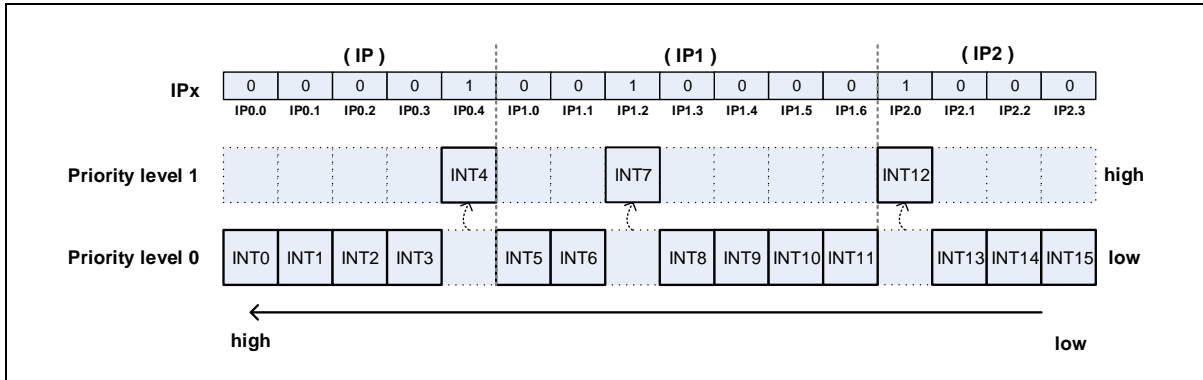 ( IP ) ( IP1 ) ( IP2 )
IPx 0 0 0 0 1 0 0 1 0 0 0 0 1 0 0 0
IP0.0 IP0.1 IP0.2 IP0.3 IP0.4 IP1.0 IP1.1 IP1.2 IP1.3 IP1.4 IP1.5 IP1.6 IP2.0 IP2.1 IP2.2 IP2.3
Priority level 1 INT4 INT7 INT12 high
Priority level 0 INT0 INT1 INT2 INT3 INT5 INT6 INT8 INT9 INT10 INT11 INT13 INT14 INT15 low
high low